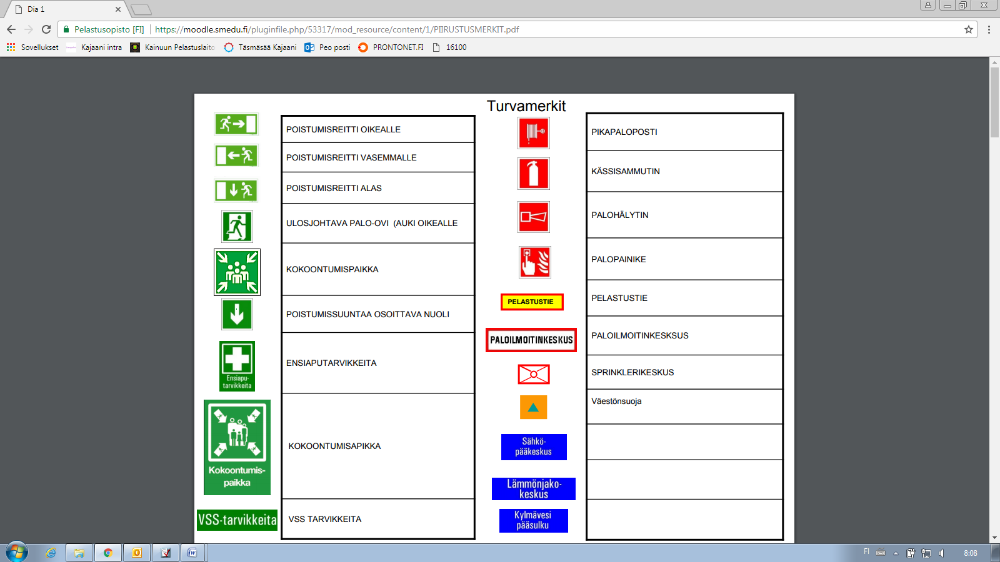 Dia 1
Pelastusopisto [FI] https://moodle.smedu.fi/pluginfile.php/53317/mod_resource/content/1/PIIRUSTUSMERKIT.pdf
Sovellukset Kajaani intra Kainuun Pelastuslaito Täsmäsää Kajaani Peo posti PRONTONET.FI 16100
Turvamerkit
POISTUMISREITTI OIKEALLE
POISTUMISREITTI VASEMMALLE
POISTUMISREITTI ALAS
ULOSJOHTAVA PALO-OVI (AUKI OIKEALLE
KOKOONTUMISPAIKKA
POISTUMISSUUNTAA OSOITTAVA NUOLI
Ensiapu-
tarvikkeita
ENSIAPUTARVIKKEITA
Kokoontumis-
paikka
KOKOONTUMISAPIKKA
VSS-tarvikkeita
VSS TARVIKKEITA
PIKAPALOPOSTI
KÄSSISAMMUTIN
PALOHÄLYTIN
PALOPAINIKE
PELASTUSTIE
PELASTUSTIE
PALOILMOITINKESKUS
PALOILMOITINKESKSUS
SPRINKLERIKESKUS
Väestönsuoja
Sähkö-
pääkeskus
Lämmönjako-
keskus
Kylmävesi
pääsulku
FI
8:08